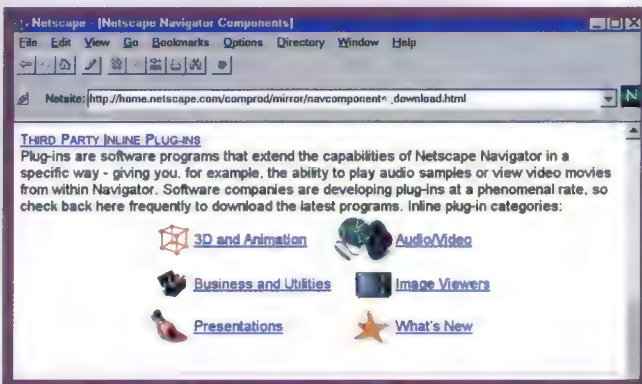 Netscape - [Netscape Navigator Components]
File Edit View Go Bookmarks Options Directory Window Help
Netsite: http://home.netscape.com/comprod/mirror/navcomponents_download.html
THIRD PARTY INLINE PLUG-INS
Plug-ins are software programs that extend the capabilities of Netscape Navigator in a
specific way - giving you, for example, the ability to play audio samples or view video movies
from within Navigator. Software companies are developing plug-ins at a phenomenal rate, so
check back here frequently to download the latest programs. Inline plug-in categories:
3D and Animation Audio/Video
Business and Utilities Image Viewers
Presentations What's New
N